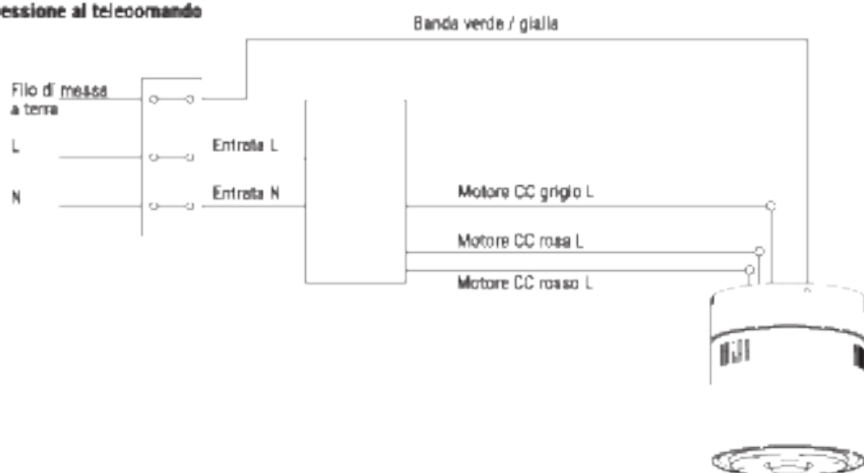 essione al telecomando
Banda verde / gialla
Filo di messa
a terra
L
Entrata L
N
Entrata N
Motore CC grigio L
Motore CC rosa L
Motore CC rosso L